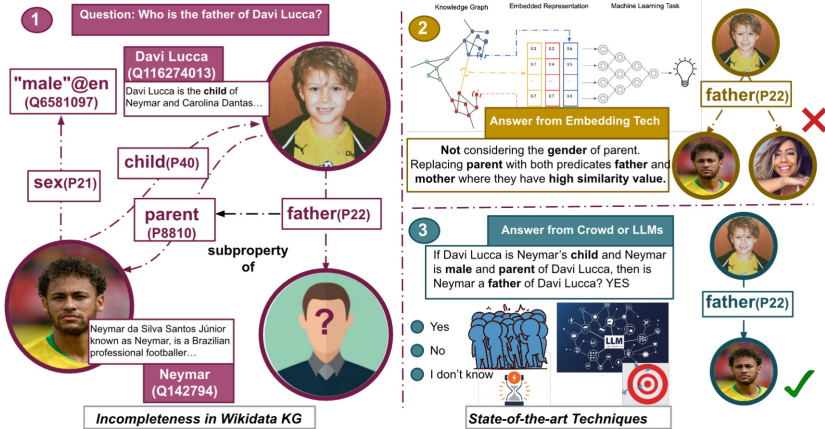 1
Question: Who is the father of Davi Lucca?
Davi Lucca
(Q116274013)
Davi Lucca is the child of
Neymar and Carolina Dantas…
"male"@en
(Q6581097)
sex(P21)
child(P40)
parent
(P8810)
father(P22)
subproperty
of
?
Neymar da Silva Santos Júnior
known as Neymar, is a Brazilian
professional footballer…
Neymar
(Q142794)
Incompleteness in Wikidata KG
2
Knowledge Graph
Embedded Representation
Machine Learning Task
Answer from Embedding Tech
Not considering the gender of parent.
Replacing parent with both predicates father and
mother where they have high similarity value.
father(P22)
3
Answer from Crowd or LLMs
If Davi Lucca is Neymar's child and Neymar
is male and parent of Davi Lucca, then is
Neymar a father of Davi Lucca? YES
Yes
No
I don't know
LLM
father(P22)
State-of-the-art Techniques